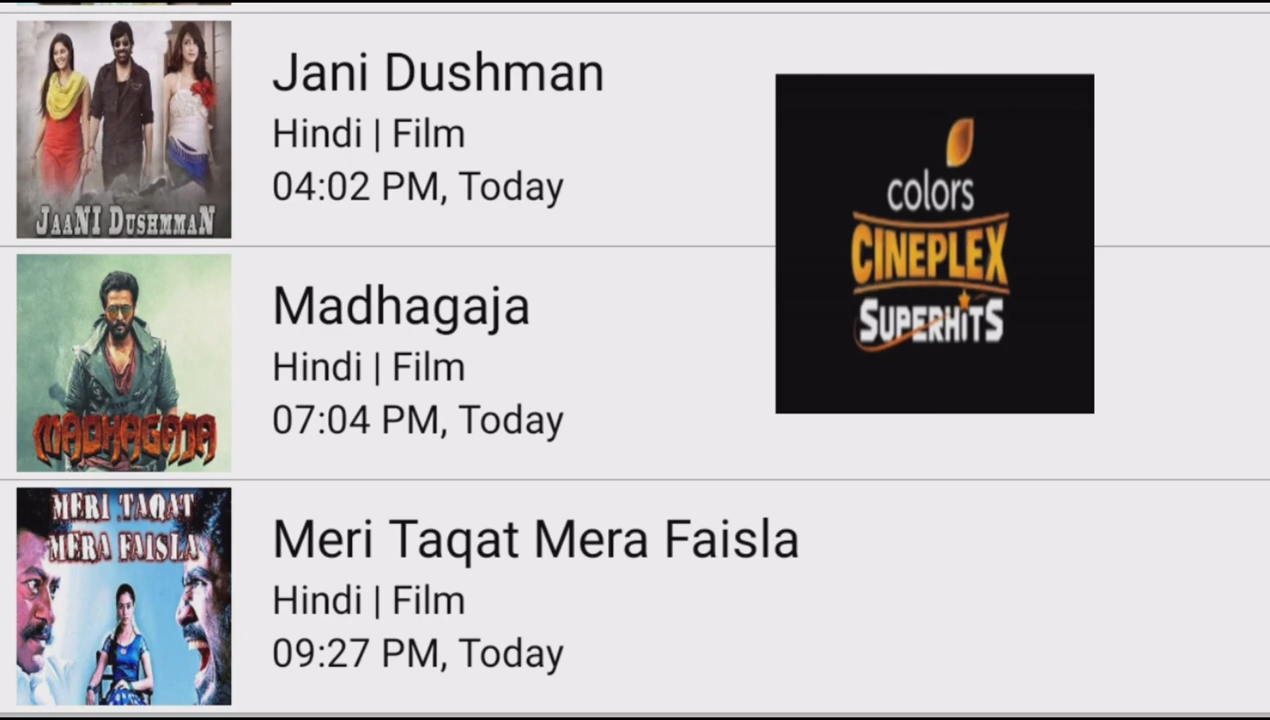 JAANI DUSHMMAN
Jani Dushman
Hindi | Film
04:02 PM, Today
MADHAGAJA
Madhagaja
Hindi | Film
07:04 PM, Today
MERI TAQAT
MERA FAISLA
Meri Taqat Mera Faisla
Hindi | Film
09:27 PM, Today
colors
CINEPLEX
SUPERHiTS